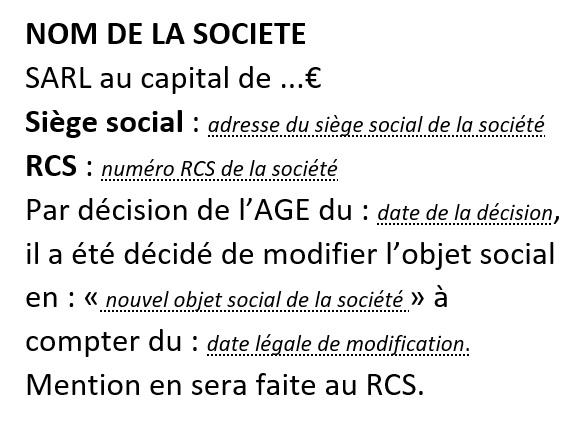 NOM DE LA SOCIETE
SARL au capital de ...€
Siège social : adresse du siège social de la société
RCS : numéro RCS de la société
Par décision de l’AGE du : date de la décision,
il a été décidé de modifier l’objet social
en : « nouvel objet social de la société » à
compter du : date légale de modification.
Mention en sera faite au RCS.